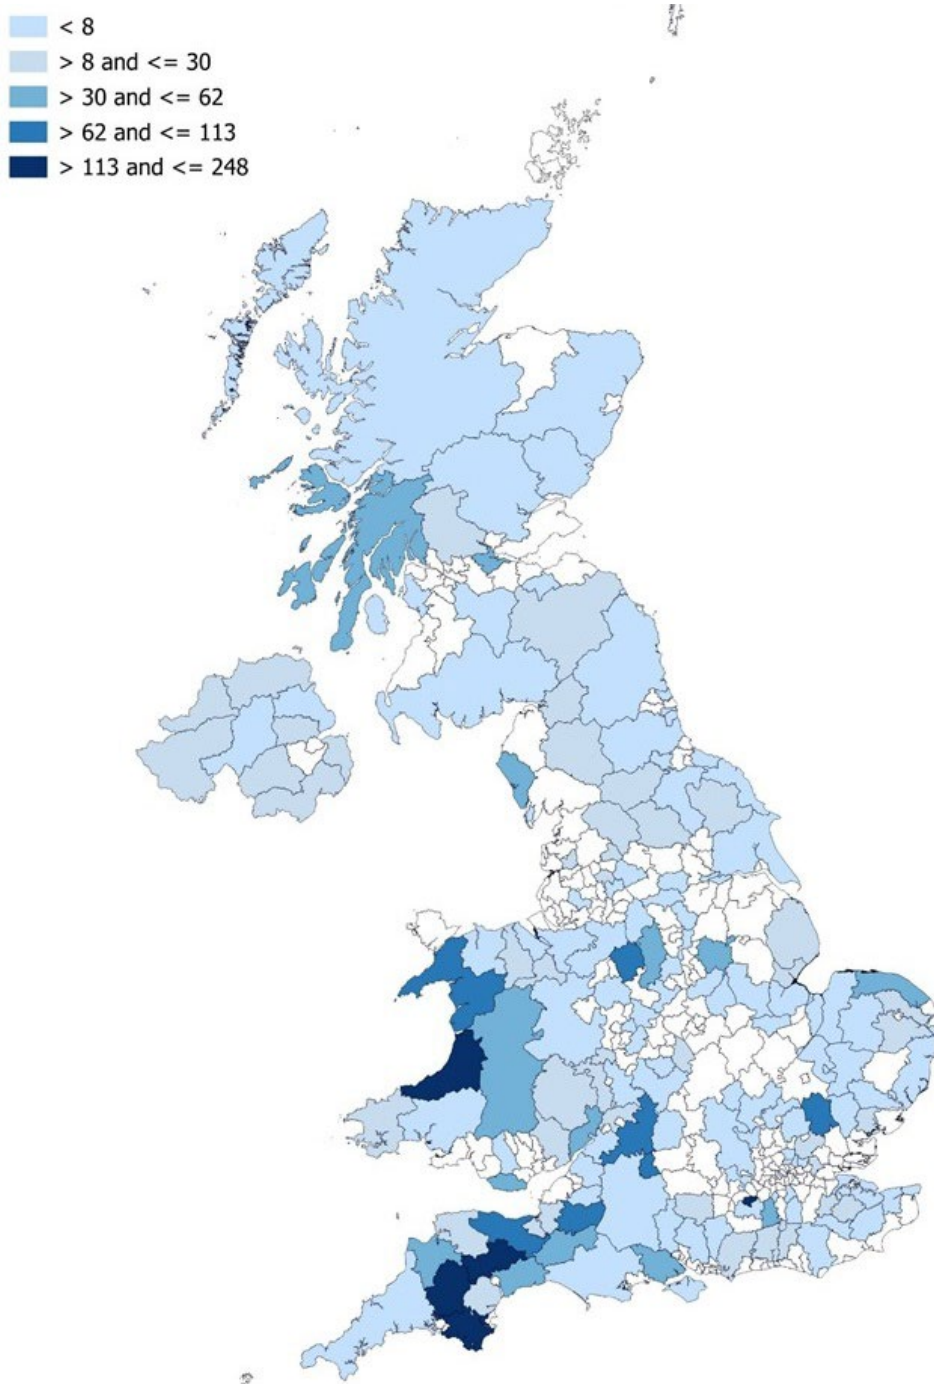 < 8
> 8 and <= 30
> 30 and <= 62
> 62 and <= 113
> 113 and <= 248